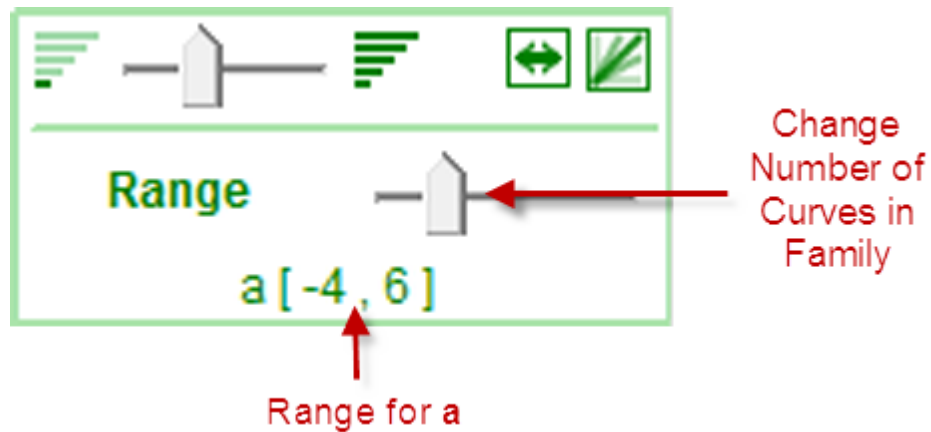 Range
a [ -4 , 6 ]
Change
Number of
Curves in
Family
Range for a